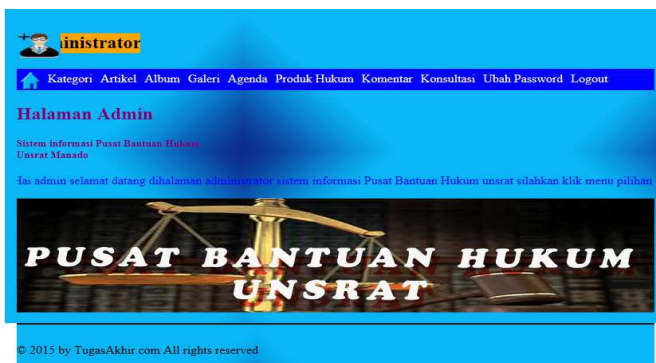 inistrator
Kategori Artikel Album Galeri Agenda Produk Hukum Komentar Konsultasi Ubah Password Logout
Halaman Admin
Sistem informasi Pusat Bantuan Hukum
Unsrat Manado
Hai admin selamat datang dihalaman administrator sistem informasi Pusat Bantuan Hukum unsrat silahkan klik menu pilihan
PUSAT BANTUAN HUKUM
UNSRAT
© 2015 by TugasAkhir.com All rights reserved